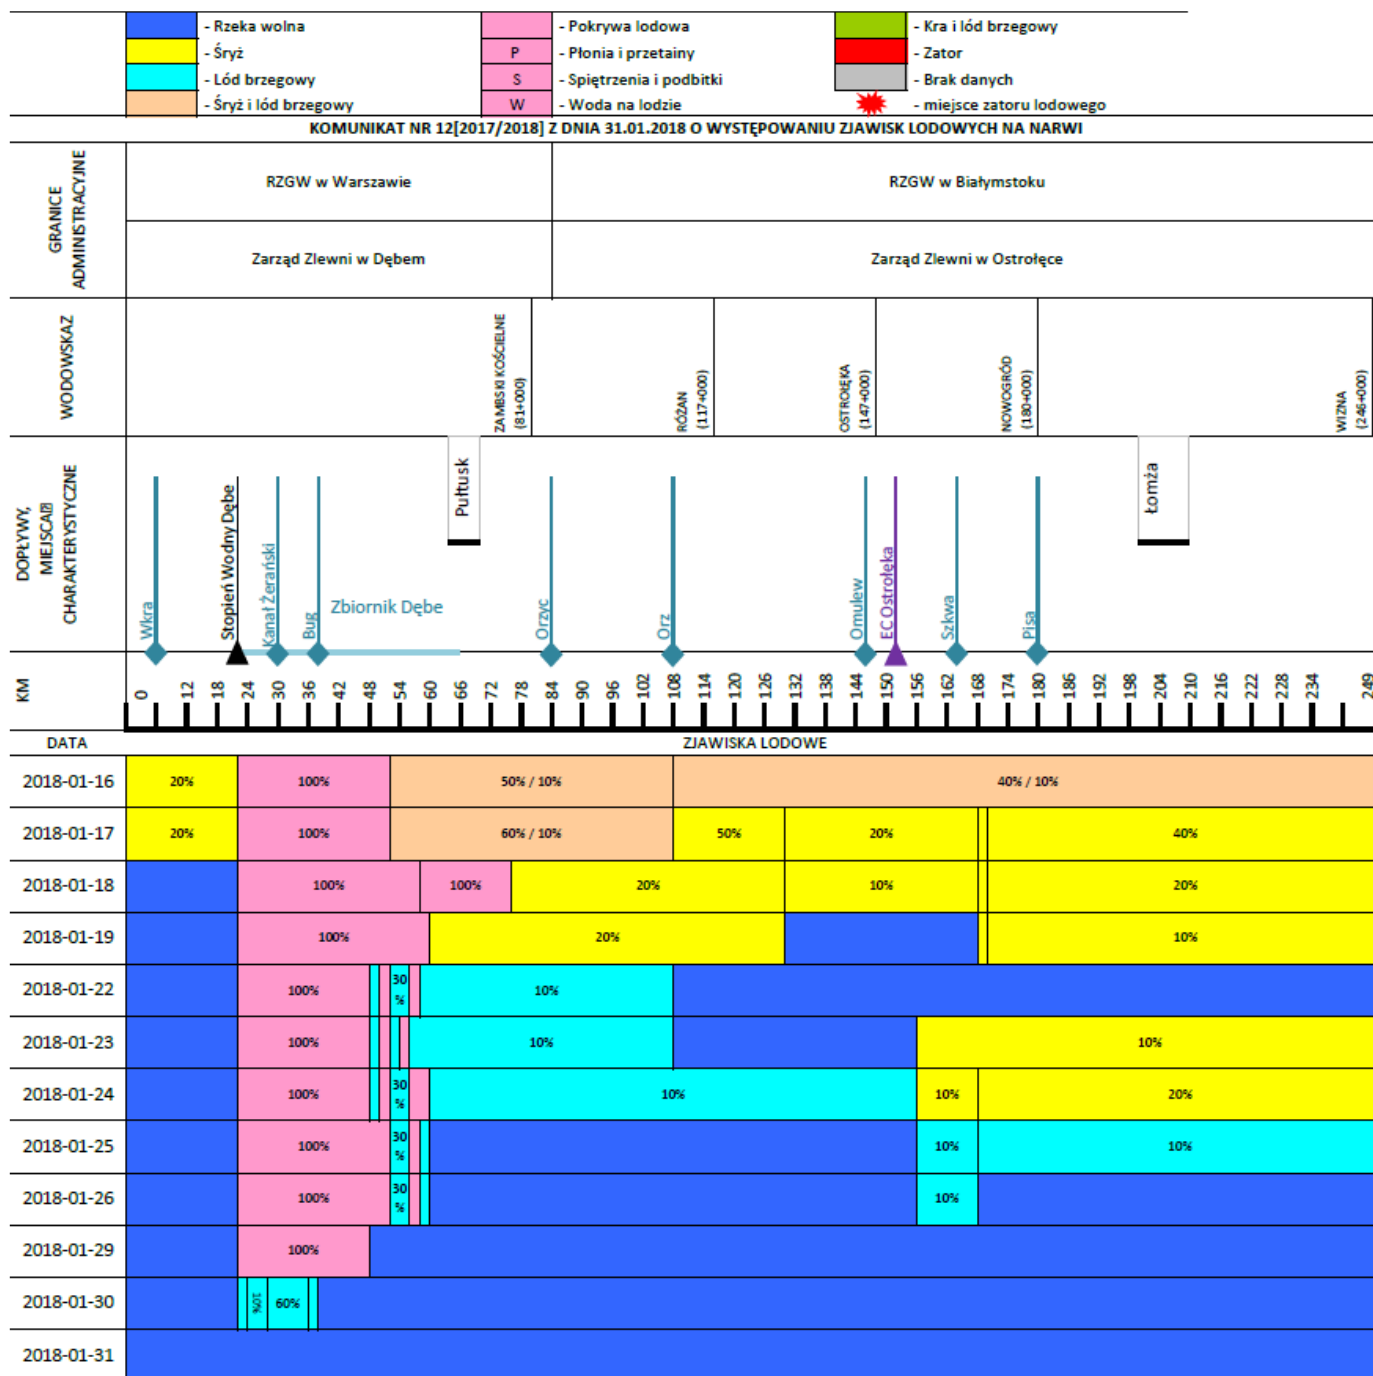 - Rzeka wolna
- Pokrywa lodowa
- Kra i lód brzegowy
- Śryż
P
- Płonia i przetainy
- Zator
- Lód brzegowy
S
- Spiętrzenia i podbitki
- Brak danych
- Śryż i lód brzegowy
W
- Woda na lodzie
- miejsce zatoru lodowego
KOMUNIKAT NR 12[2017/2018] Z DNIA 31.01.2018 O WYSTĘPOWANIU ZJAWISK LODOWYCH NA NARWI
GRANICE
ADMINISTRACYJNE
RZGW w Warszawie
RZGW w Białymstoku
Zarząd Zlewni w Dębem
Zarząd Zlewni w Ostrołęce
WODOWSKAZ
ZAMBSKI KOŚCIELNE
(81+000)
RÓŻAN
(117+000)
OSTROŁĘKA
(147+000)
NOWOGRÓD
(180+000)
WIZNA
(246+000)
DOPŁYWY,
MIEJSCA
CHARAKTERYSTYCZNE
Wkra
Stopień Wodny Dębe
Kanał Żerański
Bug
Zbiornik Dębe
Pułtusk
Orzyc
Orz
Omulew
EC Ostrołęka
Szkwa
Pisa
Łomża
KM
0 12 18 24 30 36 42 48 54 60 66 72 78 84 90 96 102 108 114 120 126 132 138 144 150 156 162 168 174 180 186 192 198 204 210 216 222 228 234 249
DATA
ZJAWISKA LODOWE
2018-01-16 20% 100% 50% / 10% 40% / 10%
2018-01-17 20% 100% 60% / 10% 50% 20% 40%
2018-01-18 100% 100% 20% 10% 20%
2018-01-19 100% 20% 10%
2018-01-22 100% 30% 10%
2018-01-23 100% 10% 10%
2018-01-24 100% 30% 10% 10% 20%
2018-01-25 100% 30% 10% 10%
2018-01-26 100% 30% 10%
2018-01-29 100%
2018-01-30 10% 60%
2018-01-31